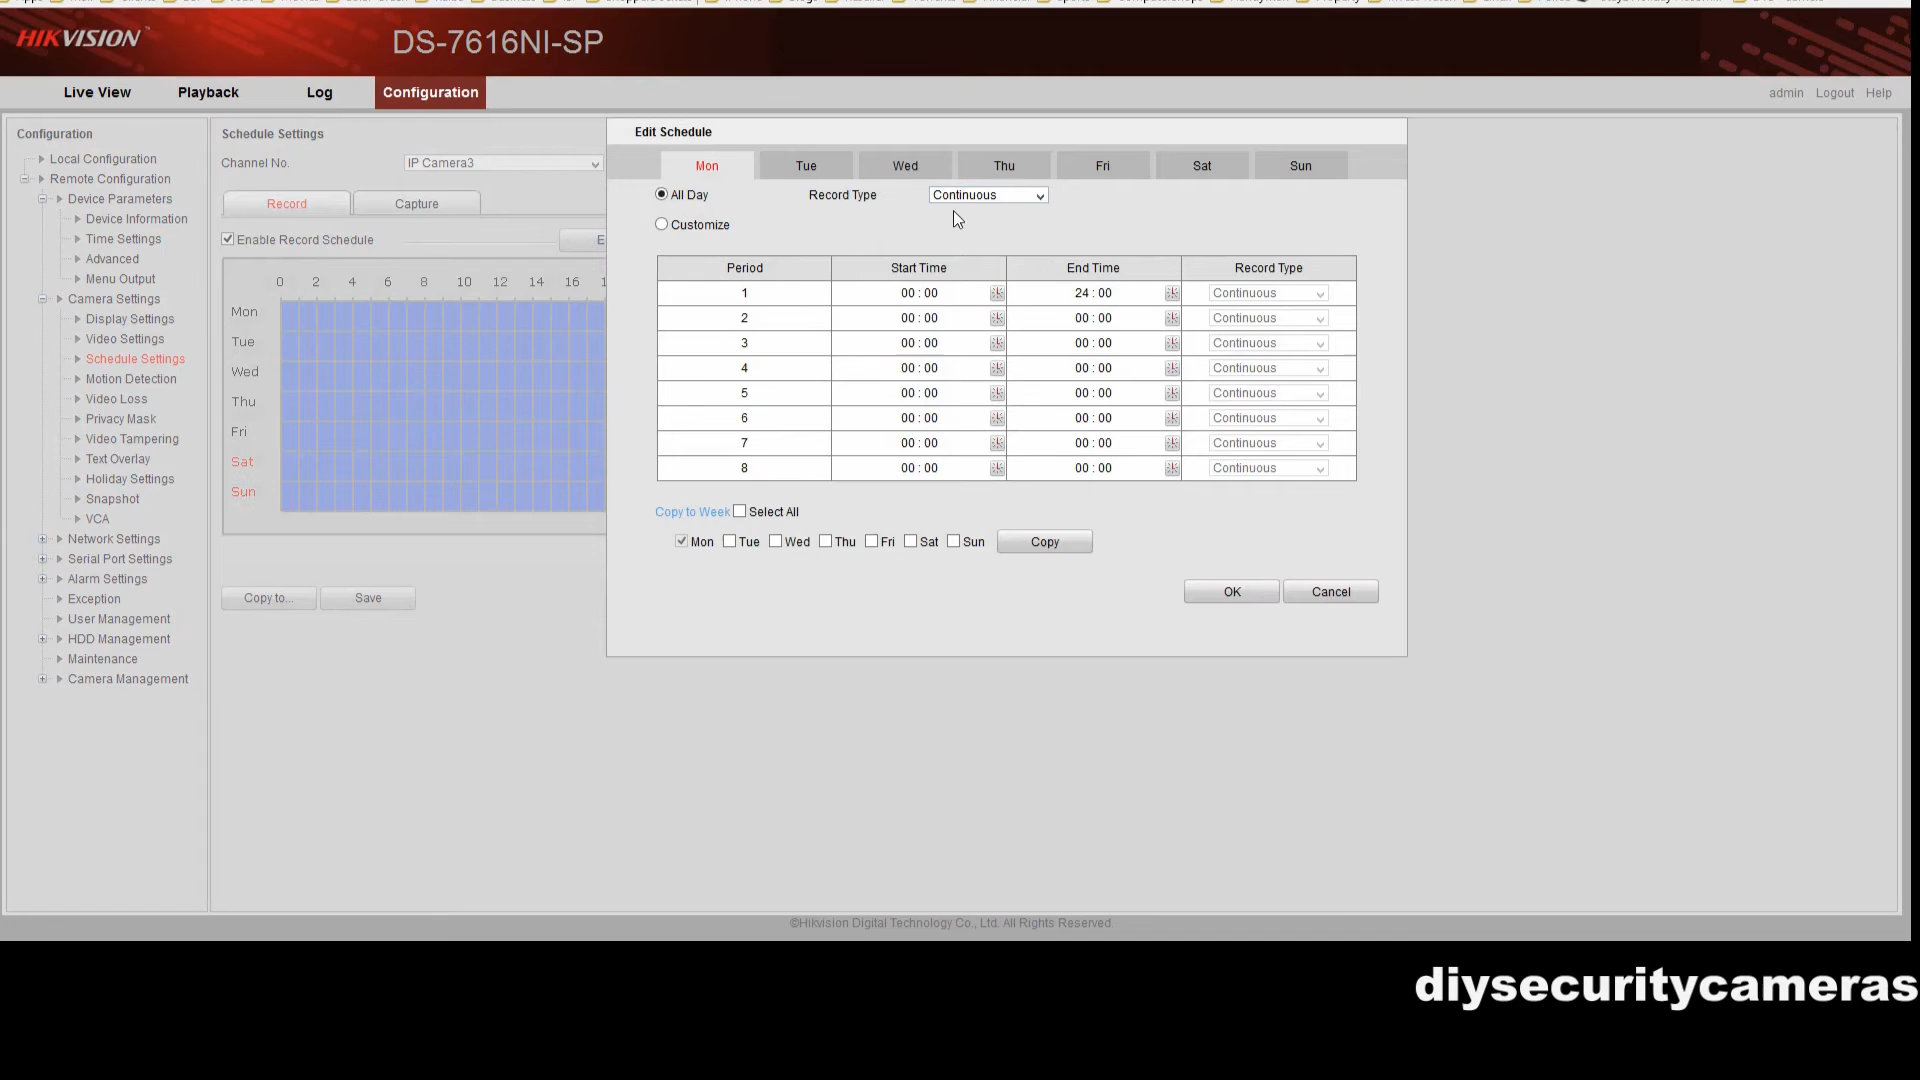 HIKVISION
DS-7616NI-SP
Live View Playback Log Configuration
admin Logout Help
Configuration
Local Configuration
Remote Configuration
Device Parameters
Device Information
Time Settings
Advanced
Menu Output
Camera Settings
Display Settings
Video Settings
Schedule Settings
Motion Detection
Video Loss
Privacy Mask
Video Tampering
Text Overlay
Holiday Settings
Snapshot
VCA
Network Settings
Serial Port Settings
Alarm Settings
Exception
User Management
HDD Management
Maintenance
Camera Management
Schedule Settings
Channel No. IP Camera3
Record Capture
Enable Record Schedule E
0 2 4 6 8 10 12 14 16 1
Mon
Tue
Wed
Thu
Fri
Sat
Sun
Copy to... Save
Edit Schedule
Mon Tue Wed Thu Fri Sat Sun
All Day Record Type Continuous
Customize
Period Start Time End Time Record Type
1 00 : 00 24 : 00 Continuous
2 00 : 00 00 : 00 Continuous
3 00 : 00 00 : 00 Continuous
4 00 : 00 00 : 00 Continuous
5 00 : 00 00 : 00 Continuous
6 00 : 00 00 : 00 Continuous
7 00 : 00 00 : 00 Continuous
8 00 : 00 00 : 00 Continuous
Copy to Week Select All
Mon Tue Wed Thu Fri Sat Sun Copy
OK Cancel
©Hikvision Digital Technology Co., Ltd. All Rights Reserved.
diysecuritycameras